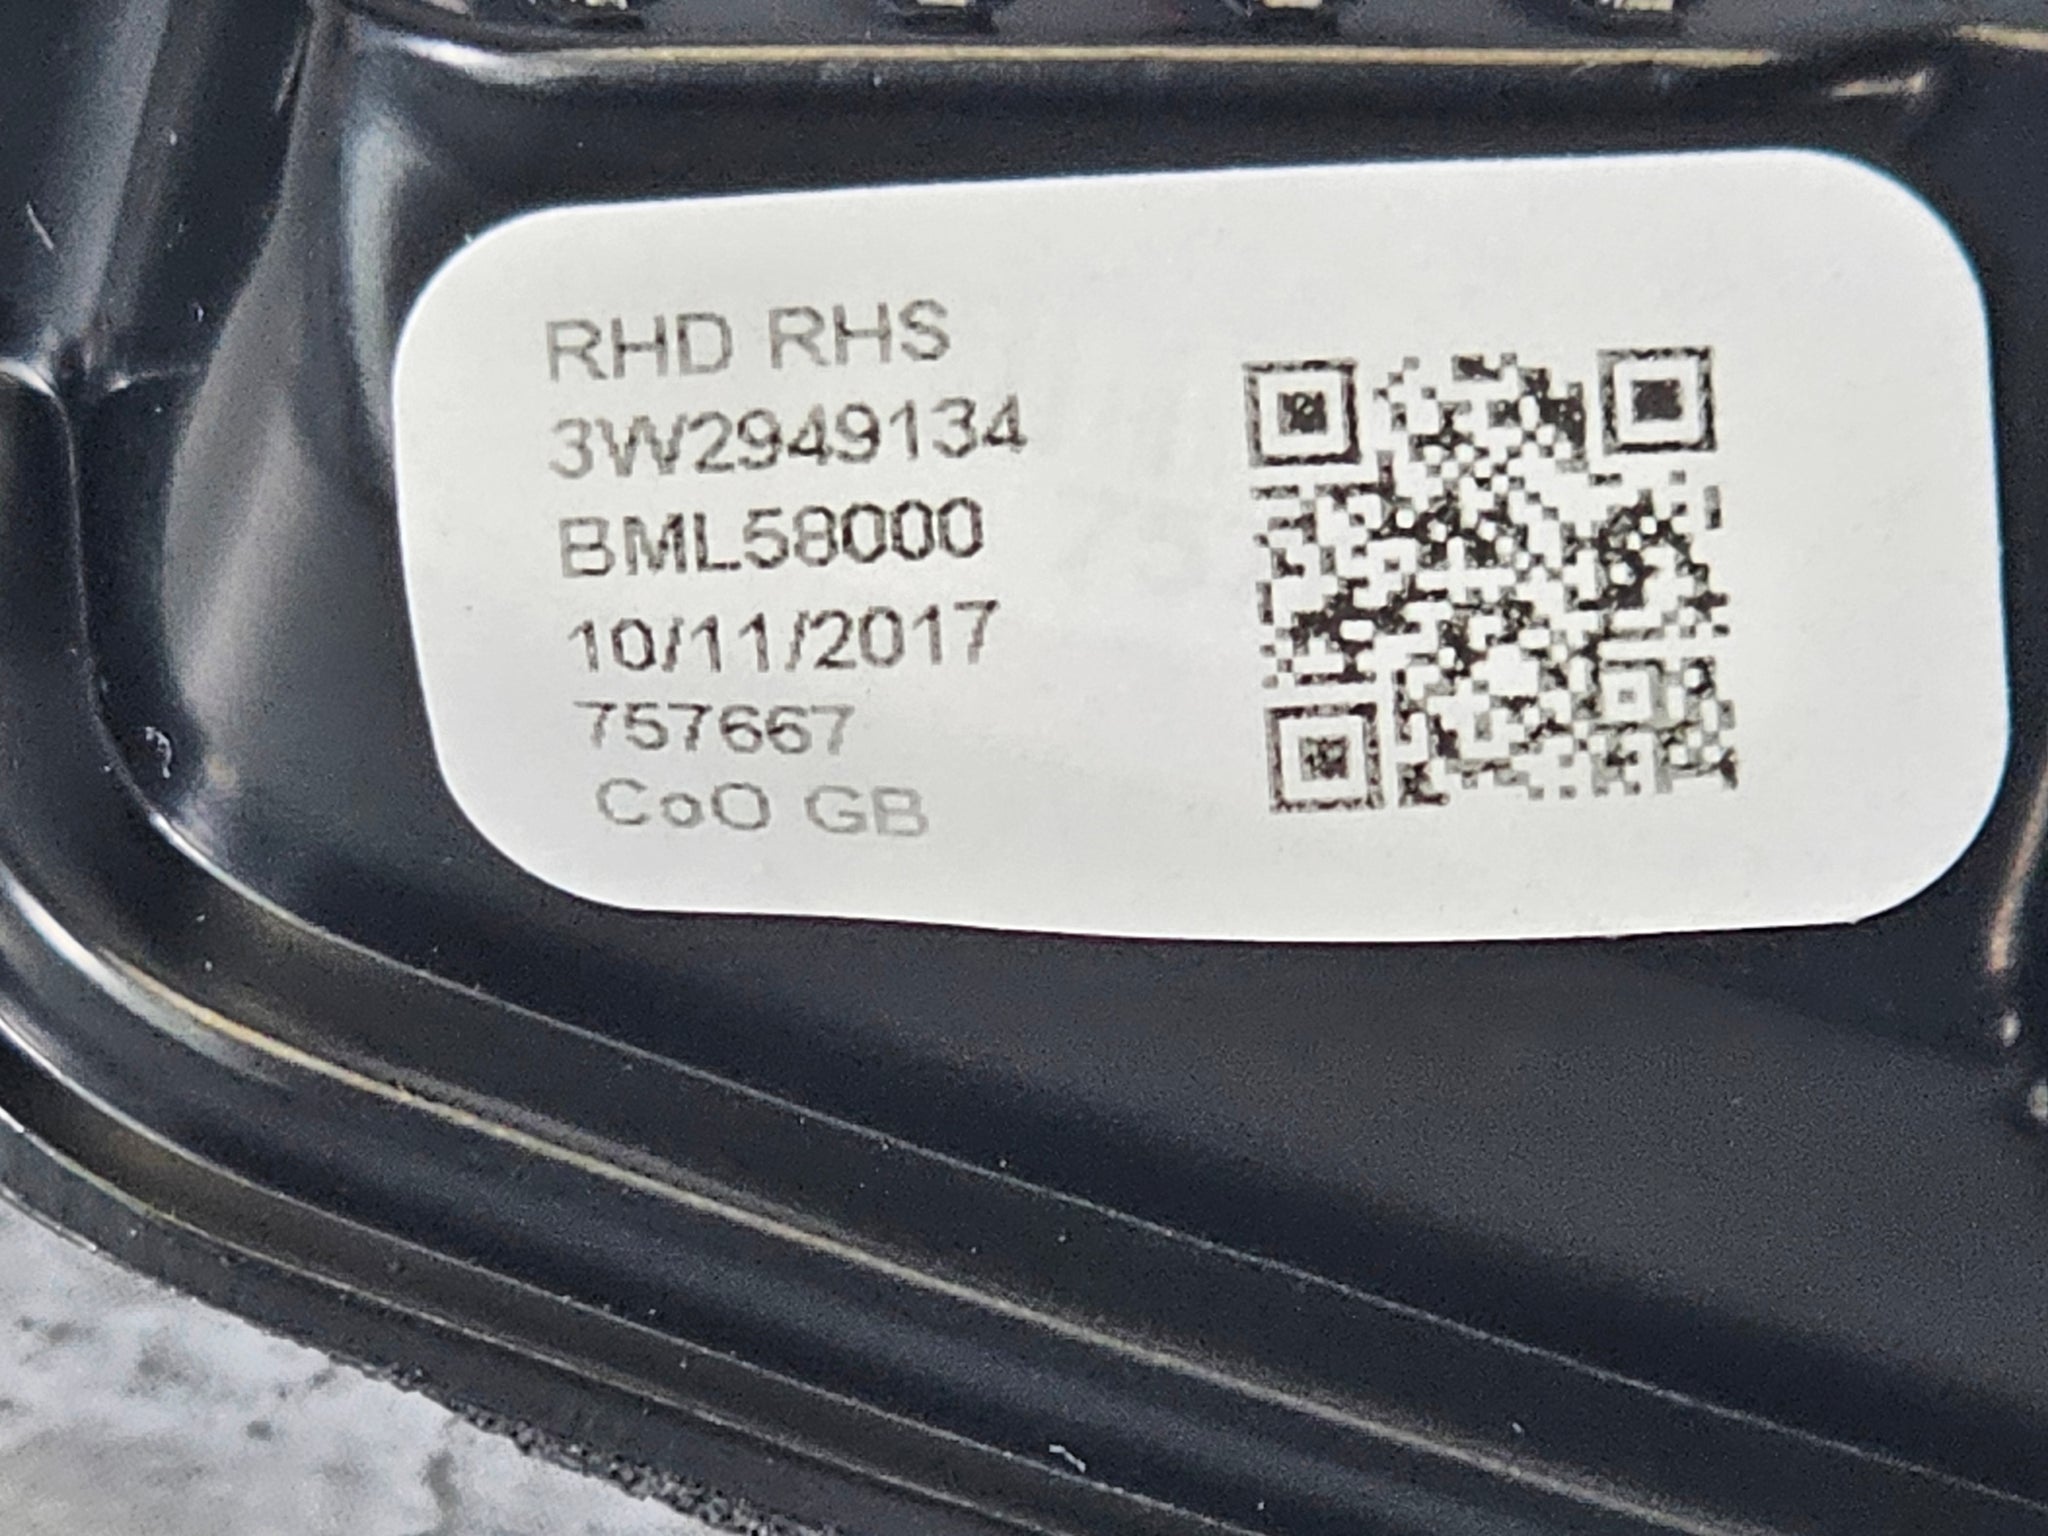 RHD RHS
3W2949134
BML58000
10/11/2017
757667
CoO GB